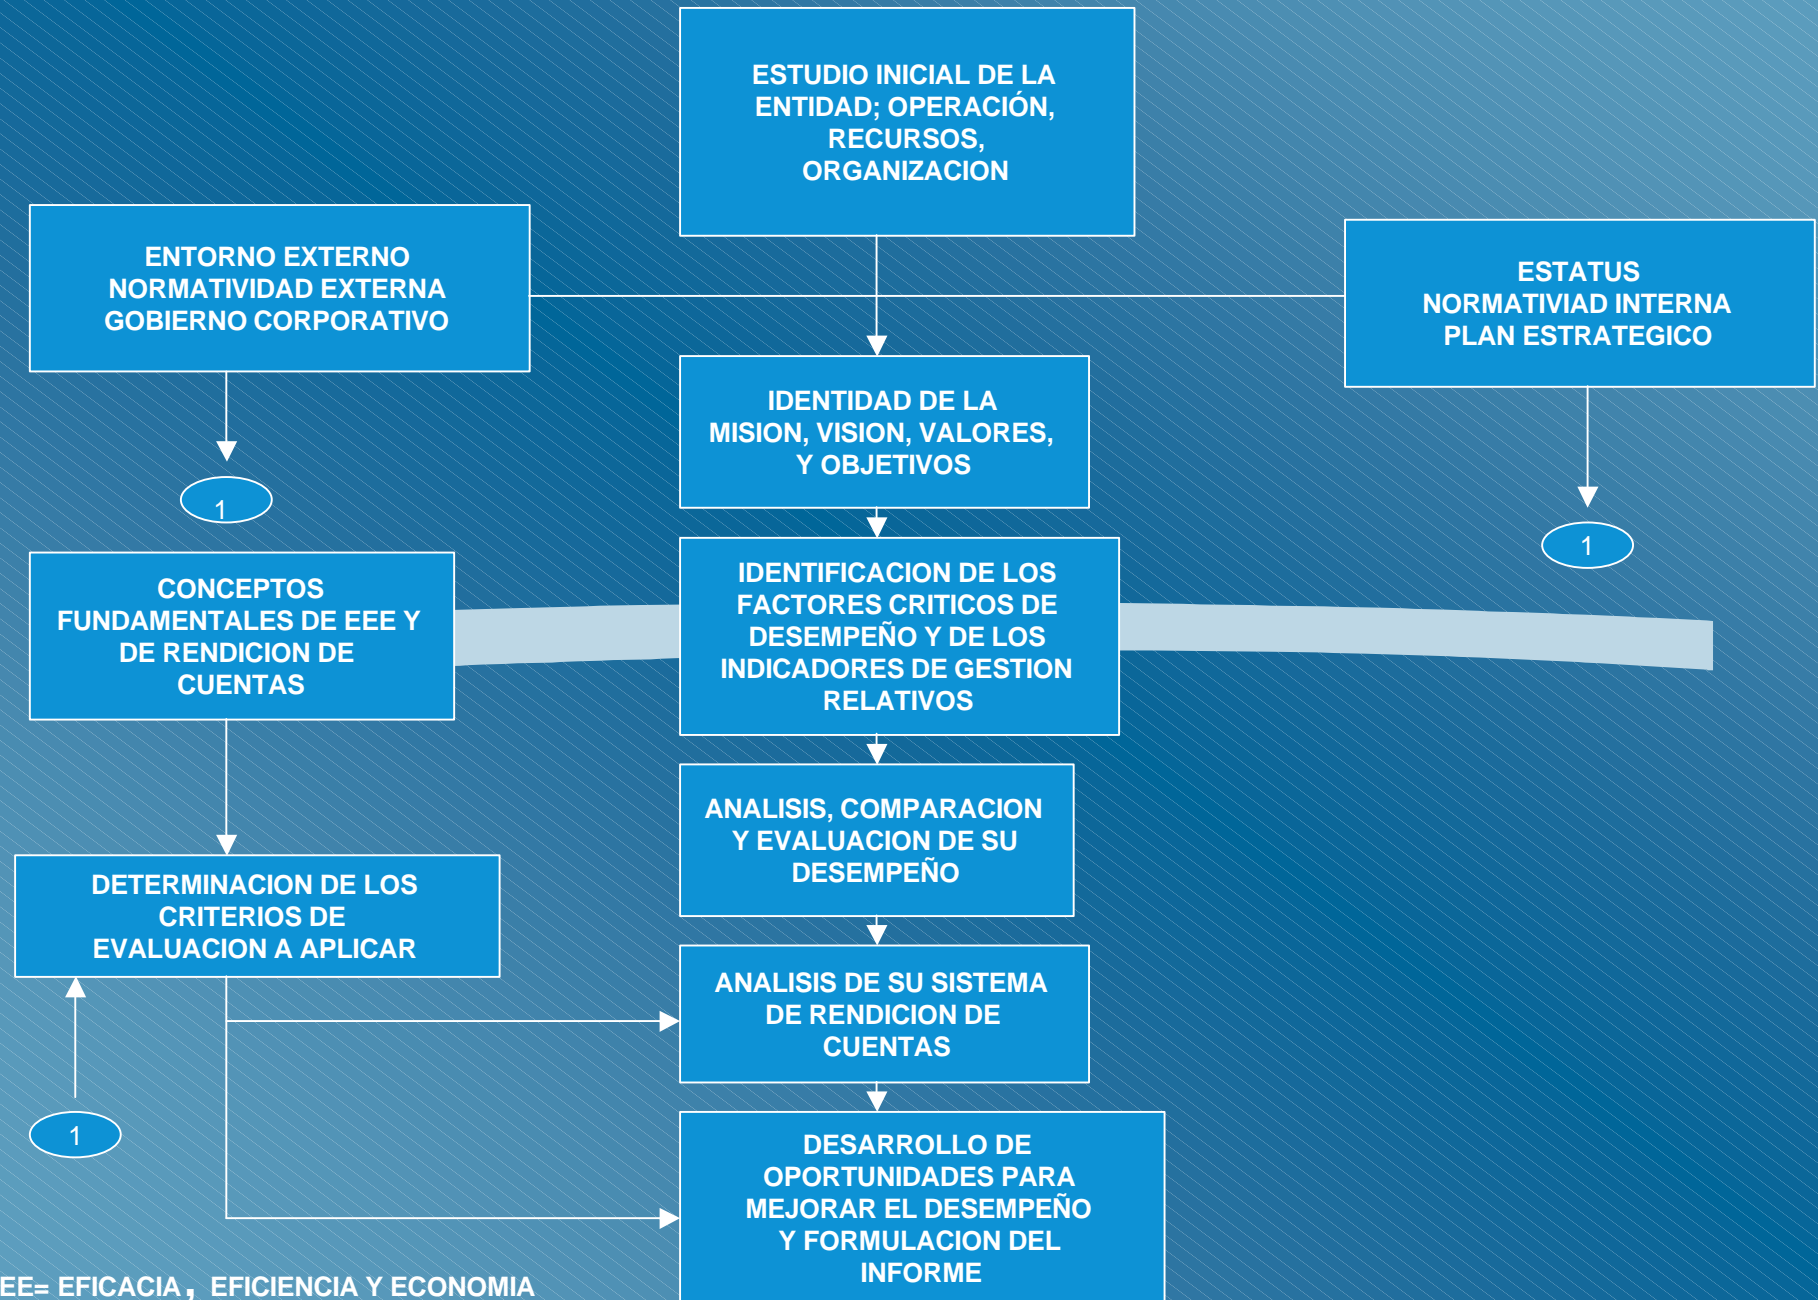 ESTUDIO INICIAL DE LA
ENTIDAD; OPERACIÓN,
RECURSOS,
ORGANIZACION
ENTORNO EXTERNO
NORMATIVIDAD EXTERNA
GOBIERNO CORPORATIVO
ESTATUS
NORMATIVIAD INTERNA
PLAN ESTRATEGICO
IDENTIDAD DE LA
MISION, VISION, VALORES,
Y OBJETIVOS
1
1
CONCEPTOS
FUNDAMENTALES DE EEE Y
DE RENDICION DE
CUENTAS
IDENTIFICACION DE LOS
FACTORES CRITICOS DE
DESEMPEÑO Y DE LOS
INDICADORES DE GESTION
RELATIVOS
ANALISIS, COMPARACION
Y EVALUACION DE SU
DESEMPEÑO
DETERMINACION DE LOS
CRITERIOS DE
EVALUACION A APLICAR
ANALISIS DE SU SISTEMA
DE RENDICION DE
CUENTAS
1
DESARROLLO DE
OPORTUNIDADES PARA
MEJORAR EL DESEMPEÑO
Y FORMULACION DEL
INFORME
EE= EFICACIA, EFICIENCIA Y ECONOMIA